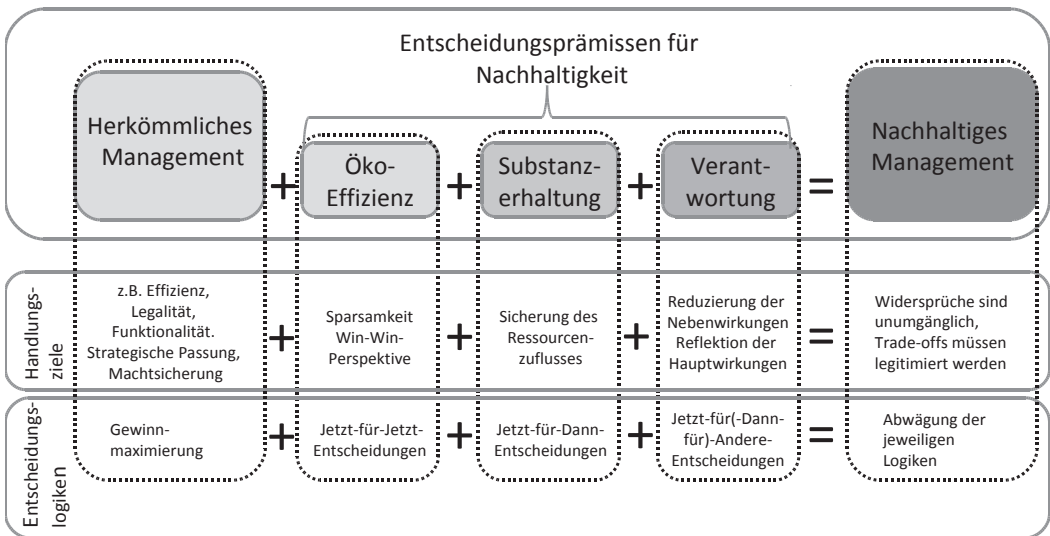 Entscheidungsprämissen für
Nachhaltigkeit
Herkömmliches
Management
+
Öko-
Effizienz
+
Substanz-
erhaltung
+
Verant-
wortung
=
Nachhaltiges
Management
Handlungs-
ziele
z.B. Effizienz,
Legalität,
Funktionalität.
Strategische Passung,
Machtsicherung
+
Sparsamkeit
Win-Win-
Perspektive
+
Sicherung des
Ressourcen-
zuflusses
+
Reduzierung der
Nebenwirkungen
Reflektion der
Hauptwirkungen
=
Widersprüche sind
unumgänglich,
Trade-offs müssen
legitimiert werden
Entscheidungs-
logiken
Gewinn-
maximierung
+
Jetzt-für-Jetzt-
Entscheidungen
+
Jetzt-für-Dann-
Entscheidungen
+
Jetzt-für(-Dann-
für)-Andere-
Entscheidungen
=
Abwägung der
jeweiligen
Logiken